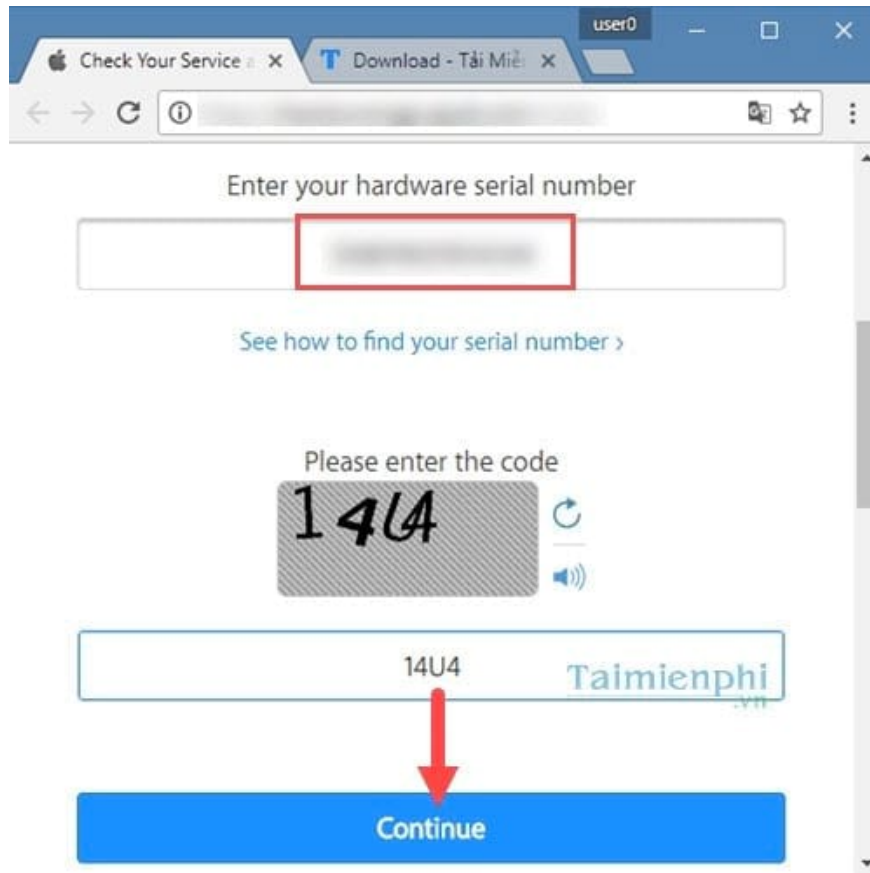 user0
Check Your Service a
Download - Tải Miễ
Enter your hardware serial number
See how to find your serial number >
Please enter the code
14U4
14U4
Taimienphi
.vn
Continue